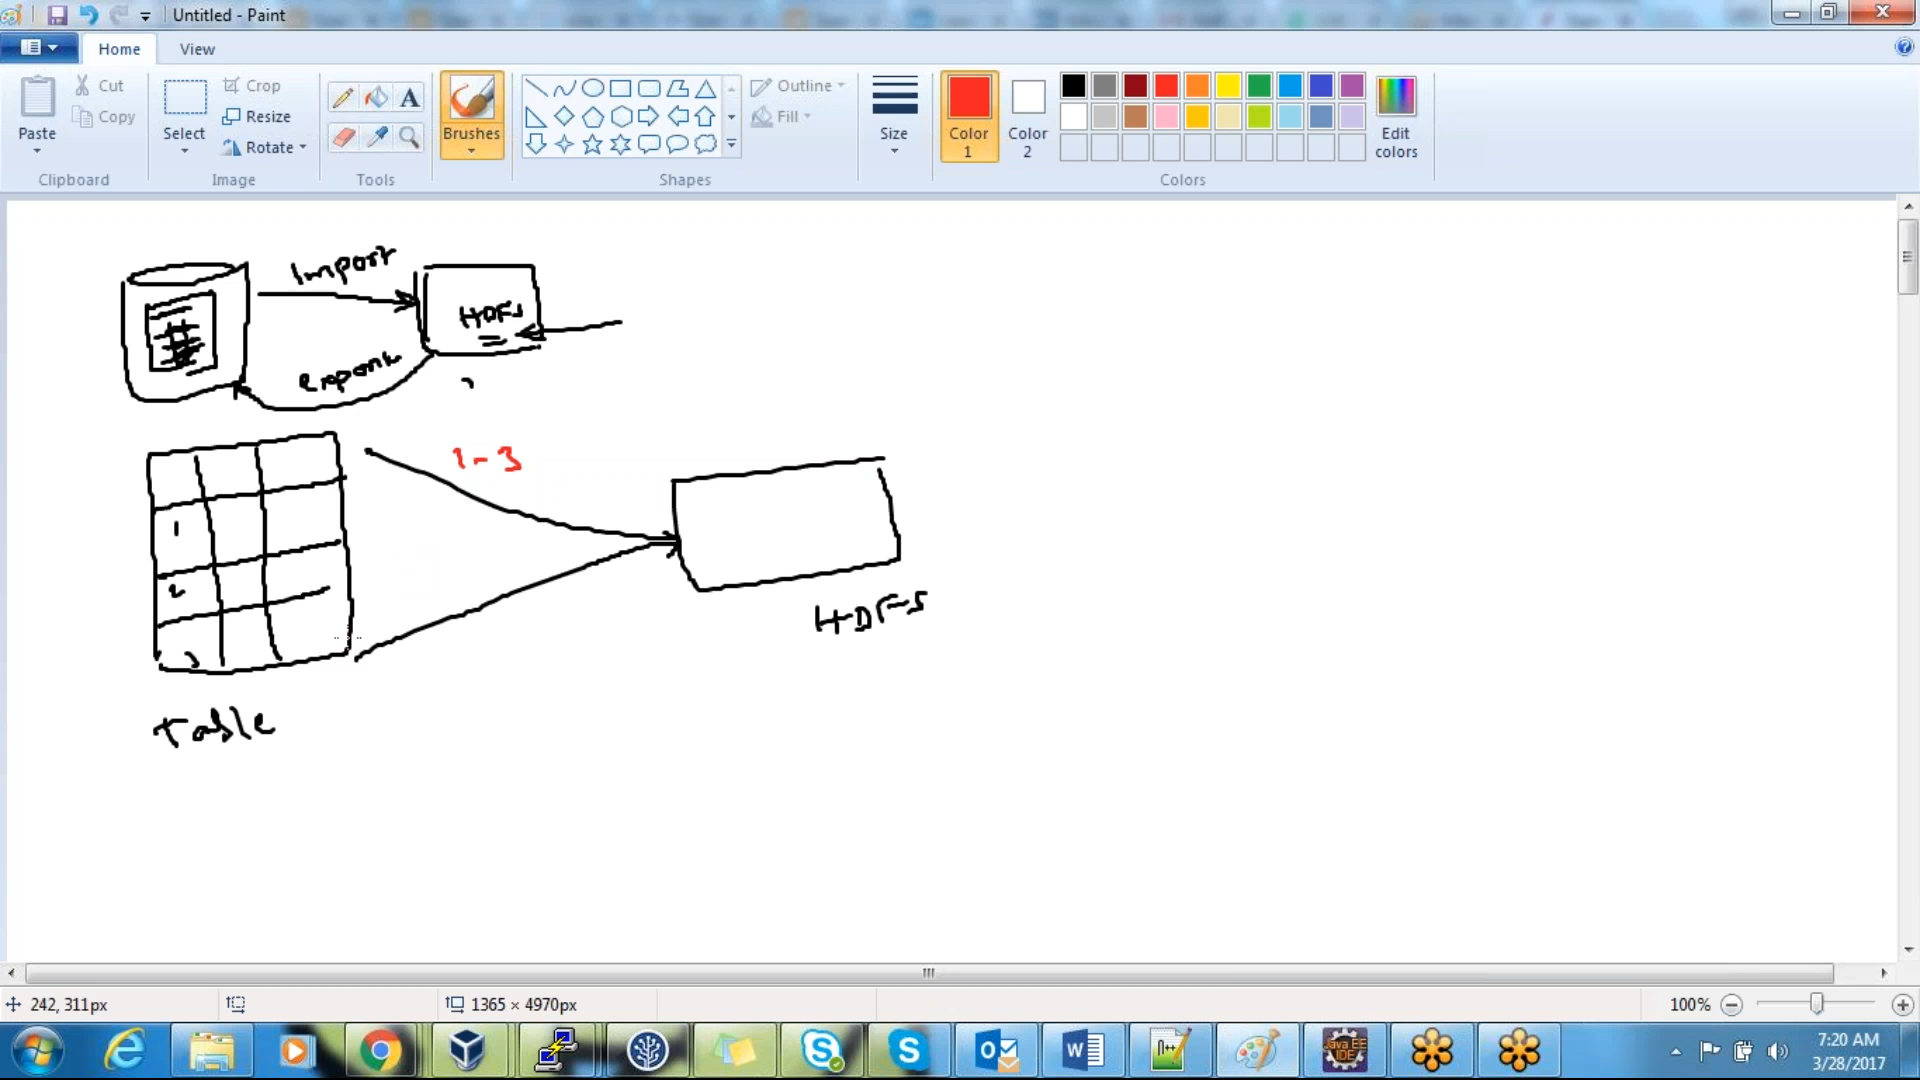 Untitled - Paint
Home View
Paste
Cut
Copy
Clipboard
Select
Crop
Resize
Rotate
Image
Tools
Brushes
Shapes
Outline
Fill
Size
Color 1
Color 2
Edit colors
Colors
Import
HDFS
1-3
1
2
3
HDFS
Table
242, 311px
1365 × 4970px
100%
7:20 AM
3/28/2017